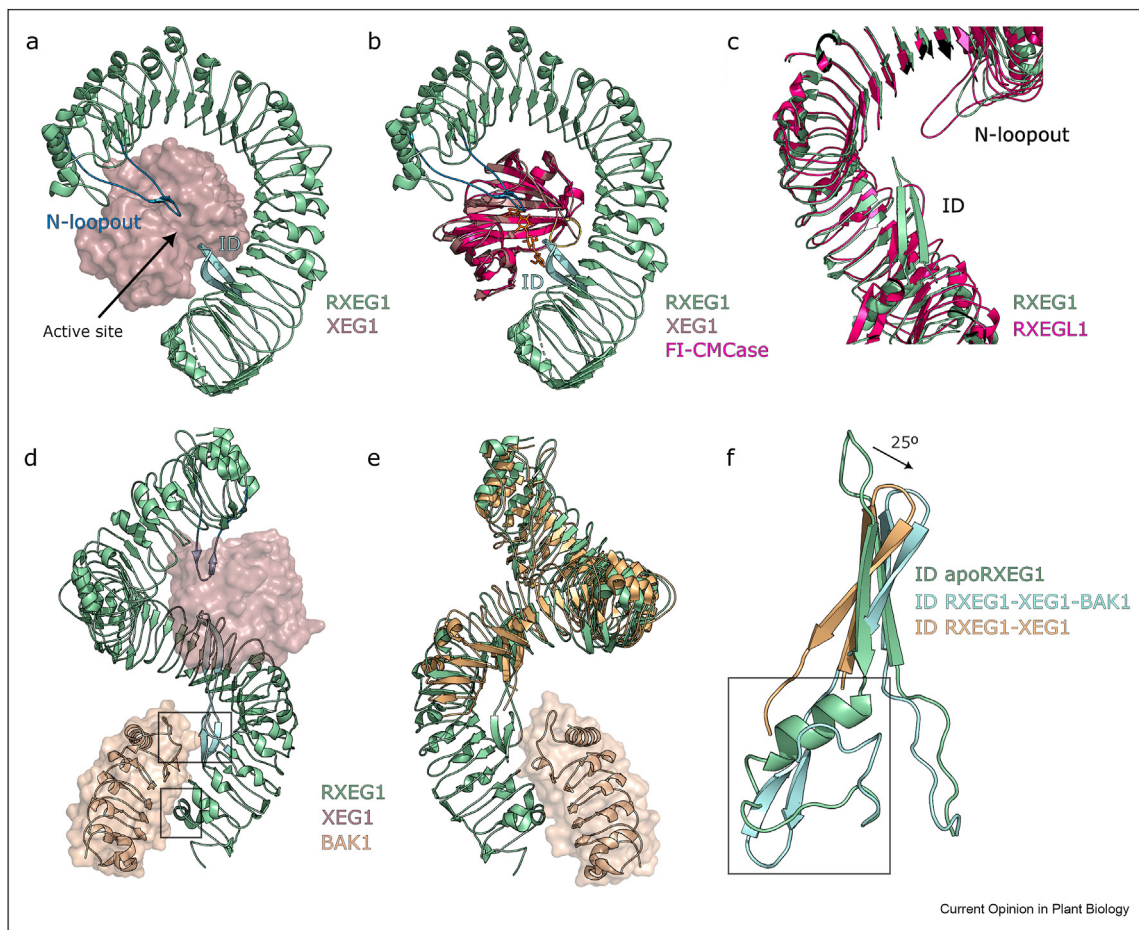 a
N-loopout
ID
Active site
RXEG1
XEG1
b
ID
RXEG1
XEG1
FI-CMCase
c
N-loopout
ID
RXEG1
RXEGL1
d
RXEG1
XEG1
BAK1
e
f
25º
ID apoRXEG1
ID RXEG1-XEG1-BAK1
ID RXEG1-XEG1
Current Opinion in Plant Biology